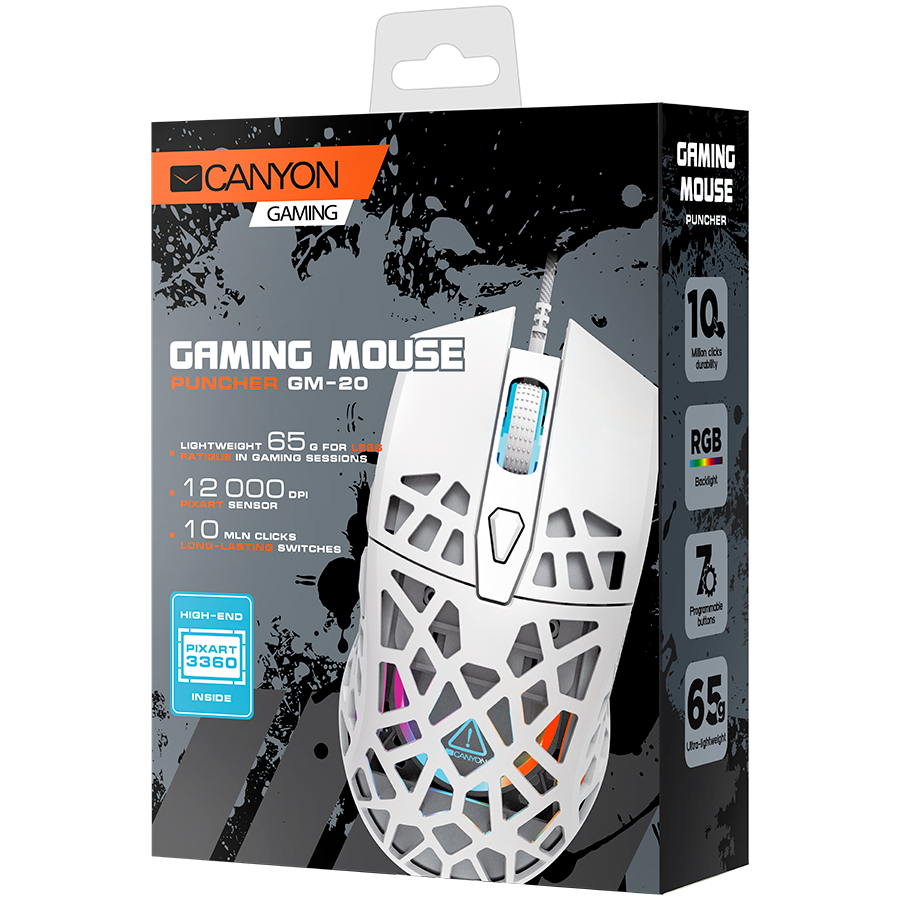 CANYON
GAMING
GAMING MOUSE
PUNCHER GM-20
LIGHTWEIGHT 65 G FOR LESS
FATIGUE IN GAMING SESSIONS
12 000 DPI
PIXART SENSOR
10 MLN CLICKS
LONG-LASTING SWITCHES
HIGH-END
PIXART
3360
INSIDE
CANYON
GAMING
MOUSE
PUNCHER
10
Million clicks
durability
RGB
Backlight
7
Programmable
buttons
65g
Ultra-lightweight